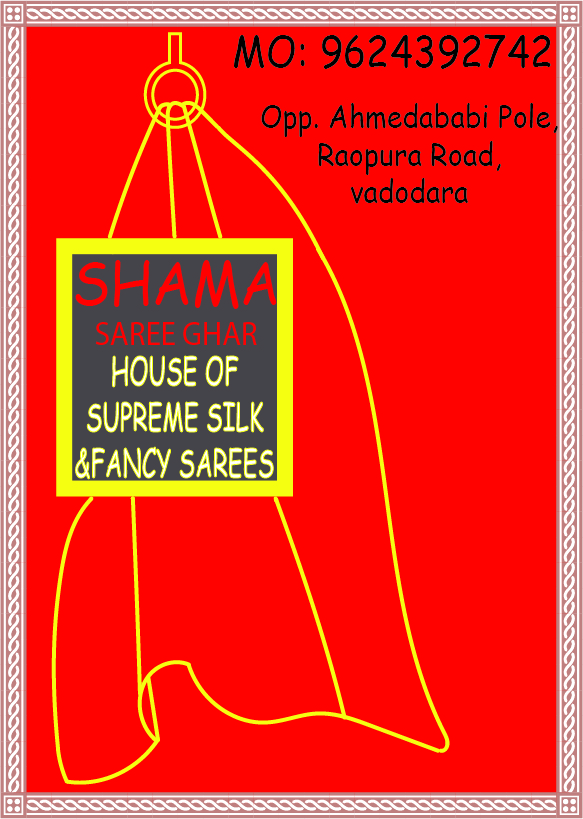 MO: 9624392742
Opp. Ahmedababi Pole,
Raopura Road,
vadodara
SHAMA
SAREE GHAR
HOUSE OF
SUPREME SILK
&FANCY SAREES